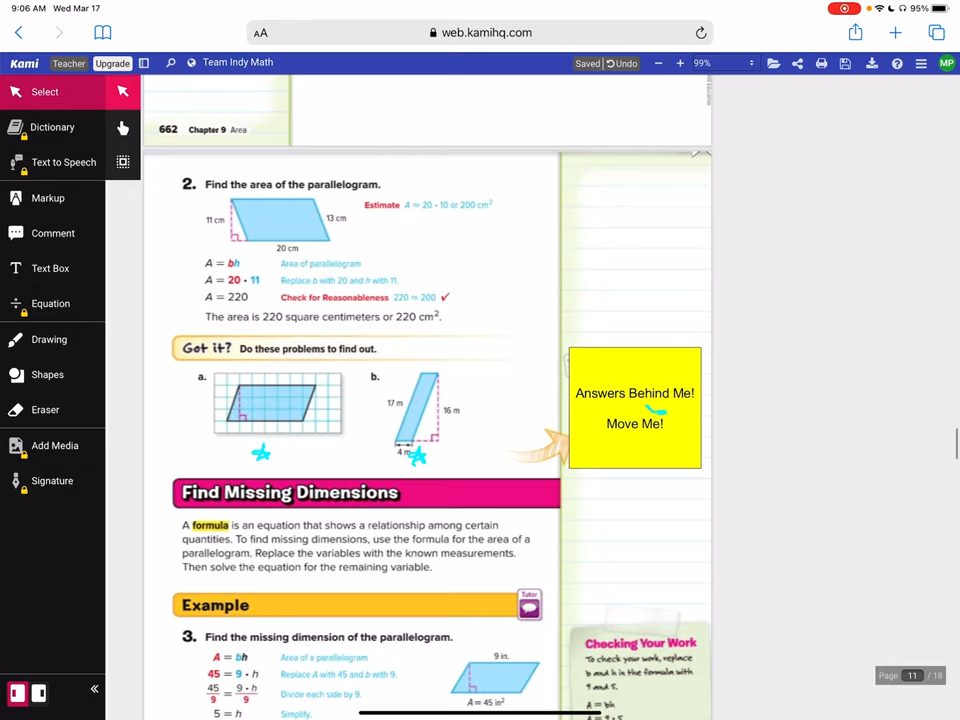 9:06 AM Wed Mar 17
95%
AA
web.kamihq.com
Kami Teacher Upgrade Team Indy Math Saved Undo 99% MP
Select
Dictionary
Text to Speech
Markup
Comment
Text Box
Equation
Drawing
Shapes
Eraser
Add Media
Signature
662 Chapter 9 Area
2. Find the area of the parallelogram.
11 cm
13 cm
20 cm
Estimate A ≈ 20 • 10 or 200 cm²
A = bh Area of parallelogram
A = 20 • 11 Replace b with 20 and h with 11.
A = 220 Check for Reasonableness 220 ≈ 200 ✓
The area is 220 square centimeters or 220 cm².
Got it? Do these problems to find out.
a.
b.
17 m
16 m
4 m
Answers Behind Me!
Move Me!
Find Missing Dimensions
A formula is an equation that shows a relationship among certain
quantities. To find missing dimensions, use the formula for the area of a
parallelogram. Replace the variables with the known measurements.
Then solve the equation for the remaining variable.
Example
Tutor
3. Find the missing dimension of the parallelogram.
A = bh Area of a parallelogram
45 = 9 • h Replace A with 45 and b with 9.
45/9 = 9 • h/9 Divide each side by 9.
5 = h Simplify.
9 in.
A = 45 in²
Checking Your Work
To check your work, replace
b and h in the formula with
9 and 5.
A = bh
Page 11 / 18